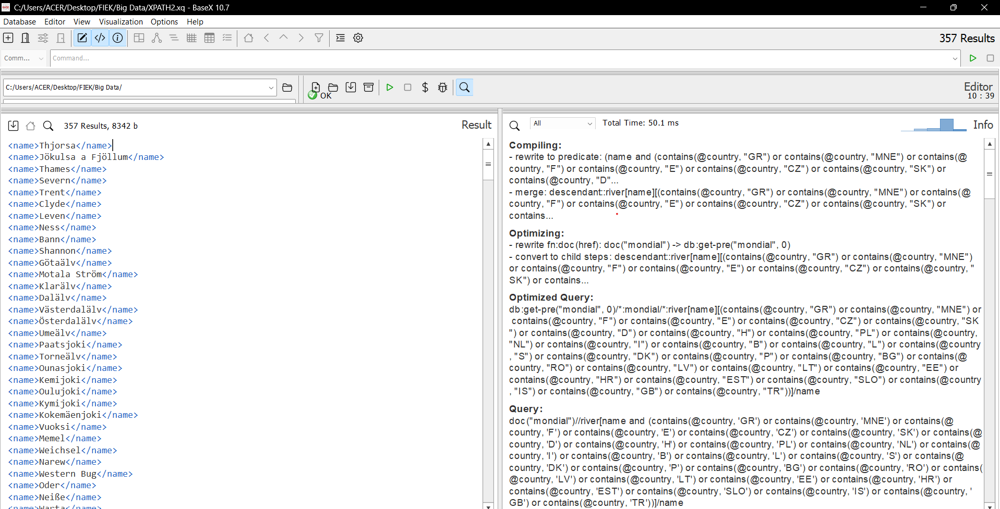 C:/Users/ACER/Desktop/FIEK/Big Data/XPATH2.xq - BaseX 10.7
Database Editor View Visualization Options Help
357 Results
Comm... Command...
C:/Users/ACER/Desktop/FIEK/Big Data/
OK
Editor
10 : 39
357 Results, 8342 b
Result
<name>Thjorsa</name>
<name>Jökulsa a Fjöllum</name>
<name>Thames</name>
<name>Severn</name>
<name>Trent</name>
<name>Clyde</name>
<name>Leven</name>
<name>Ness</name>
<name>Bann</name>
<name>Shannon</name>
<name>Götaälv</name>
<name>Motala Ström</name>
<name>Klarälv</name>
<name>Dalälv</name>
<name>Västerdalälv</name>
<name>Österdalälv</name>
<name>Umeälv</name>
<name>Paatsjoki</name>
<name>Torneälv</name>
<name>Ounasjoki</name>
<name>Kemijoki</name>
<name>Oulujoki</name>
<name>Kymijoki</name>
<name>Kokemäenjoki</name>
<name>Vuoksi</name>
<name>Memel</name>
<name>Weichsel</name>
<name>Narew</name>
<name>Western Bug</name>
<name>Oder</name>
<name>Neiße</name>
<name>Warta</name>
All Total Time: 50.1 ms
Info
Compiling:
- rewrite to predicate: (name and (contains(@country, "GR") or contains(@country, "MNE") or contains(@
country, "F") or contains(@country, "E") or contains(@country, "CZ") or contains(@country, "SK") or
contains(@country, "D"...
- merge: descendant::river[name][(contains(@country, "GR") or contains(@country, "MNE") or contains(@
country, "F") or contains(@country, "E") or contains(@country, "CZ") or contains(@country, "SK") or
contains...
Optimizing:
- rewrite fn:doc(href): doc("mondial") -> db:get-pre("mondial", 0)
- convert to child steps: descendant::river[name][(contains(@country, "GR") or contains(@country, "MNE")
or contains(@country, "F") or contains(@country, "E") or contains(@country, "CZ") or contains(@country, "
SK") or contains...
Optimized Query:
db:get-pre("mondial", 0)/*:mondial/*:river[name][(contains(@country, "GR") or contains(@country, "MNE") or
contains(@country, "F") or contains(@country, "E") or contains(@country, "CZ") or contains(@country, "SK
") or contains(@country, "D") or contains(@country, "H") or contains(@country, "PL") or contains(@country,
"NL") or contains(@country, "I") or contains(@country, "B") or contains(@country, "L") or contains(@country
, "S") or contains(@country, "DK") or contains(@country, "P") or contains(@country, "BG") or contains(@
country, "RO") or contains(@country, "LV") or contains(@country, "LT") or contains(@country, "EE") or
contains(@country, "HR") or contains(@country, "EST") or contains(@country, "SLO") or contains(@country
, "IS") or contains(@country, "GB") or contains(@country, "TR"))]/name
Query:
doc("mondial")//river[name and (contains(@country, 'GR') or contains(@country, 'MNE') or contains(@
country, 'F') or contains(@country, 'E') or contains(@country, 'CZ') or contains(@country, 'SK') or contains(@
country, 'D') or contains(@country, 'H') or contains(@country, 'PL') or contains(@country, 'NL') or contains(@
country, 'I') or contains(@country, 'B') or contains(@country, 'L') or contains(@country, 'S') or contains(@
country, 'DK') or contains(@country, 'P') or contains(@country, 'BG') or contains(@country, 'RO') or contains(
@country, 'LV') or contains(@country, 'LT') or contains(@country, 'EE') or contains(@country, 'HR') or
contains(@country, 'EST') or contains(@country, 'SLO') or contains(@country, 'IS') or contains(@country, '
GB') or contains(@country, 'TR'))]/name